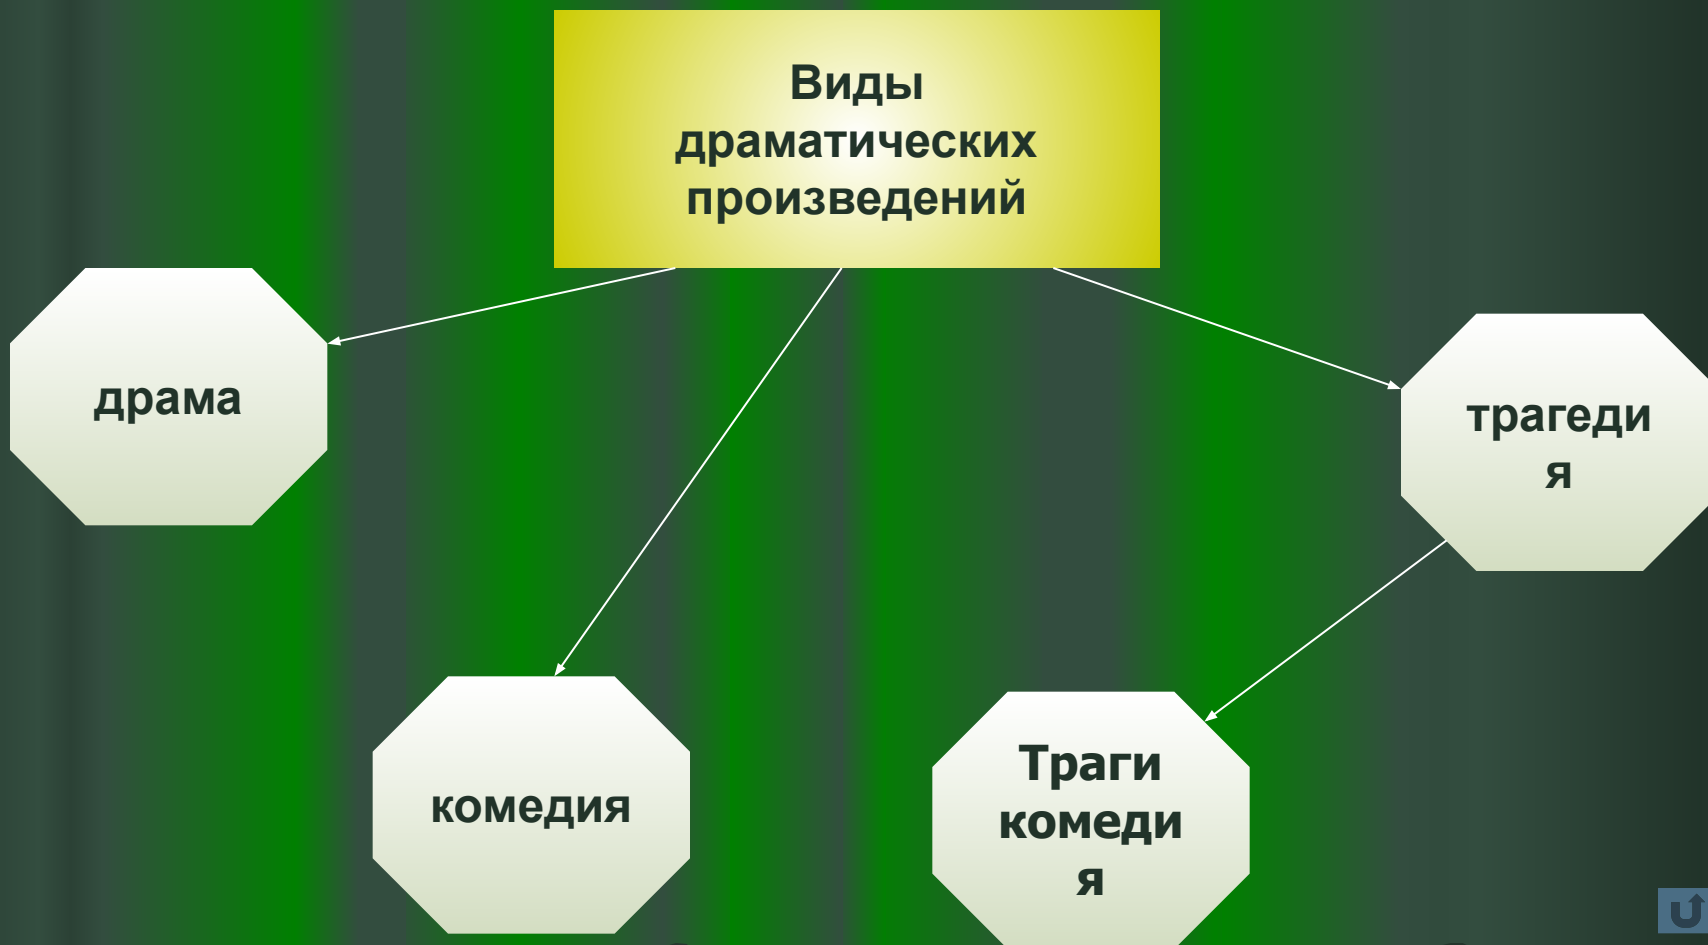 Виды
драматических
произведений
драма
трагеди
я
комедия
Траги
комеди
я